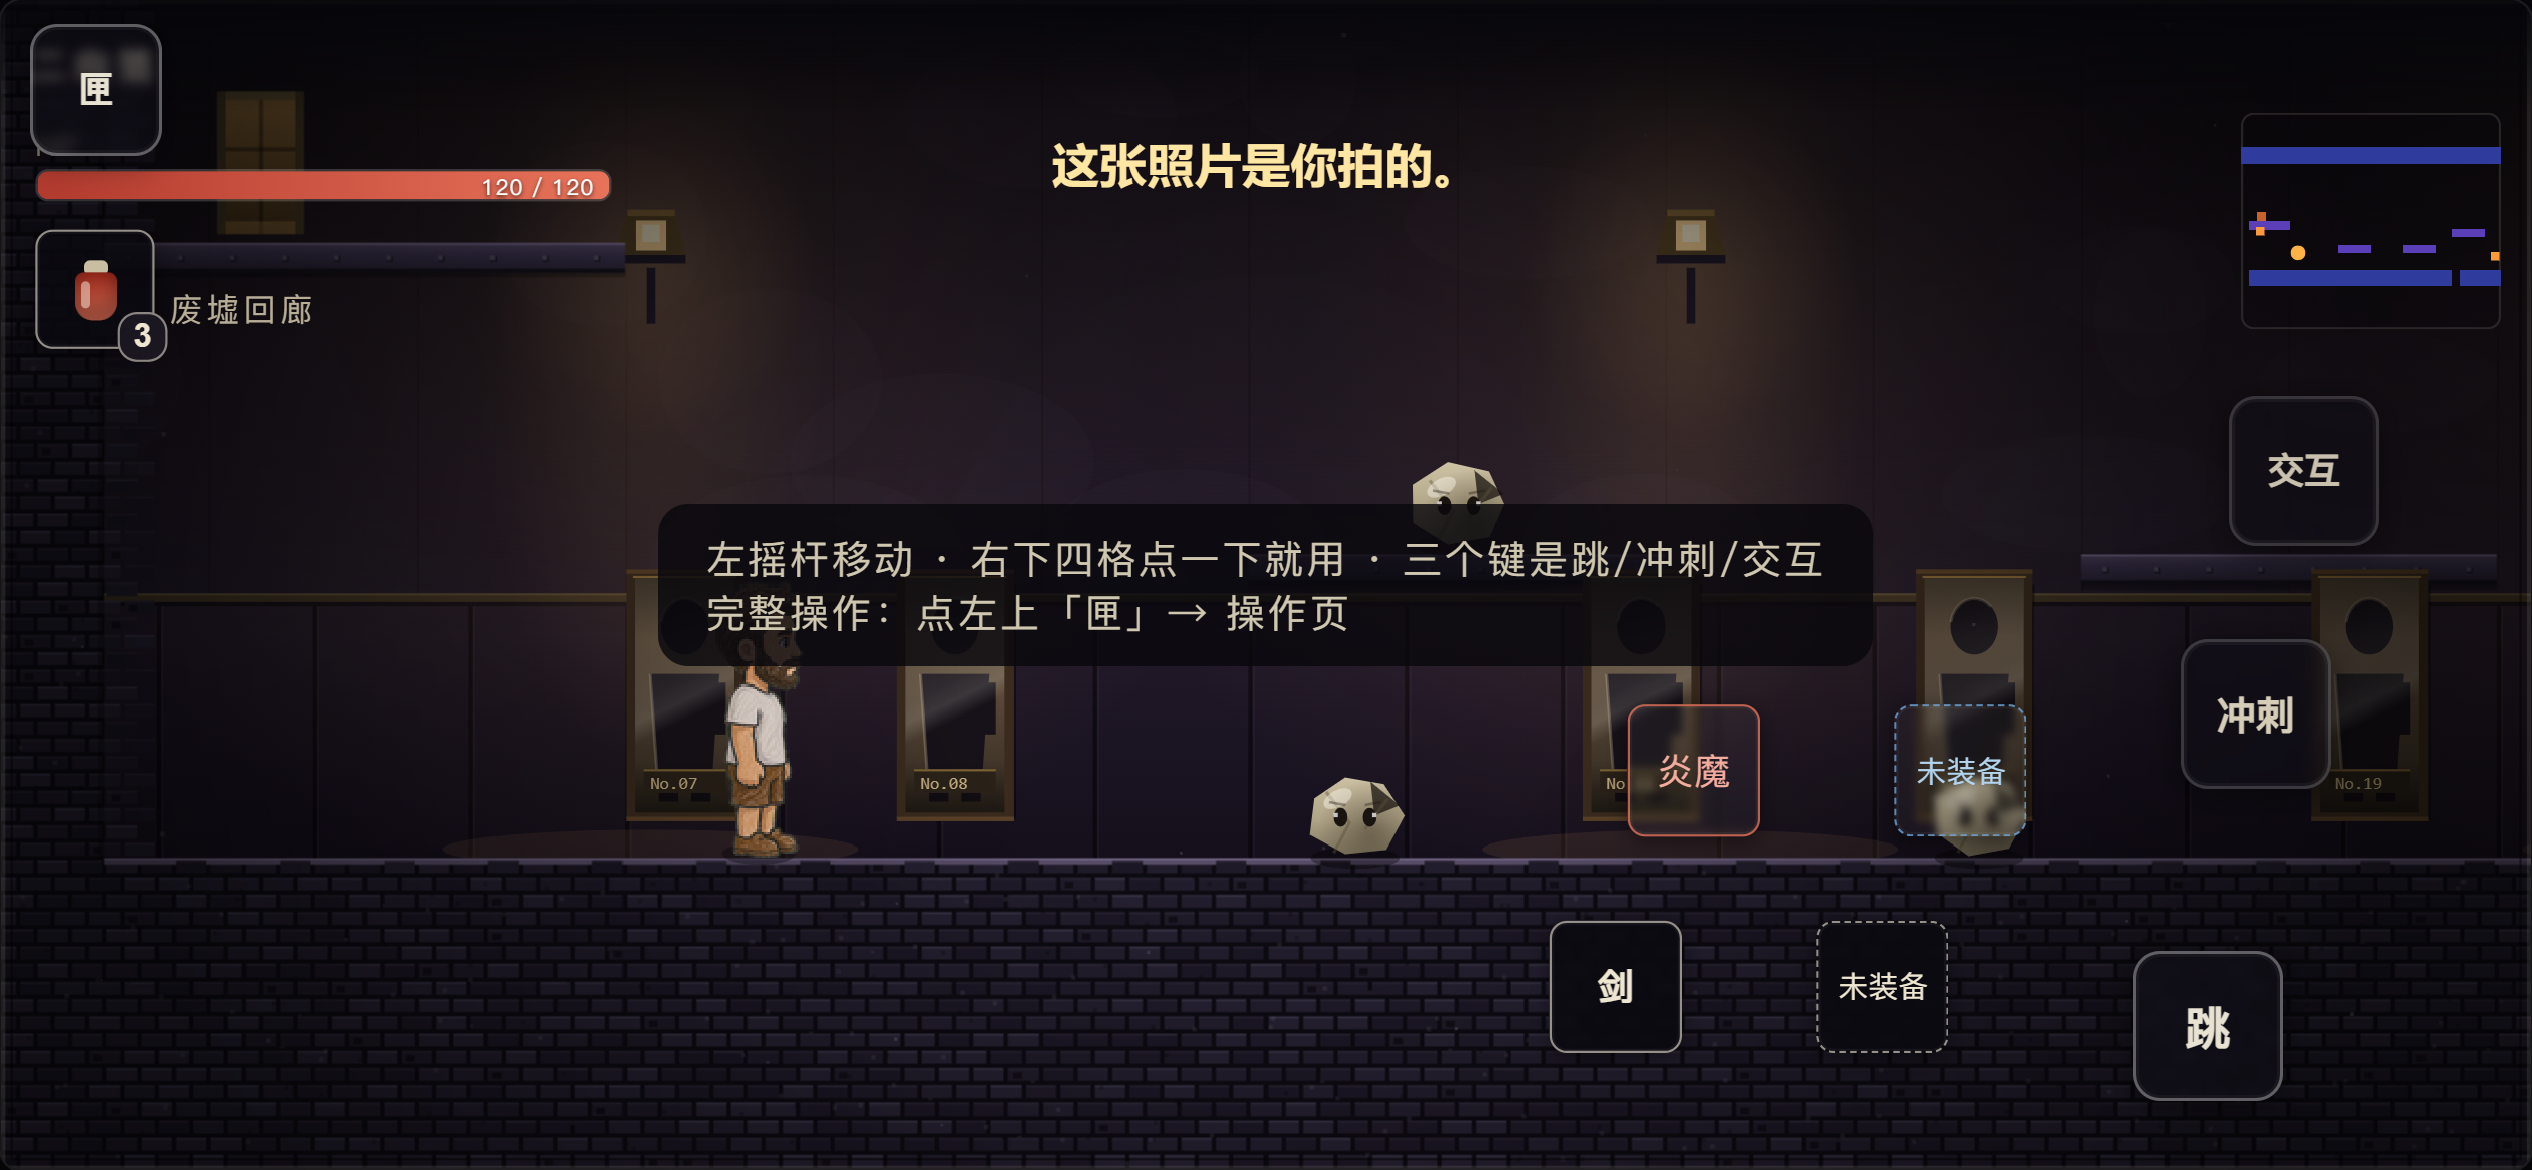 匣
这张照片是你拍的。
120 / 120
3
废墟回廊
交互
左摇杆移动 · 右下四格点一下就用 · 三个键是跳/冲刺/交互
完整操作：点左上「匣」→ 操作页
冲刺
炎魔
未装备
No.07
No.08
No
No.19
剑
未装备
跳